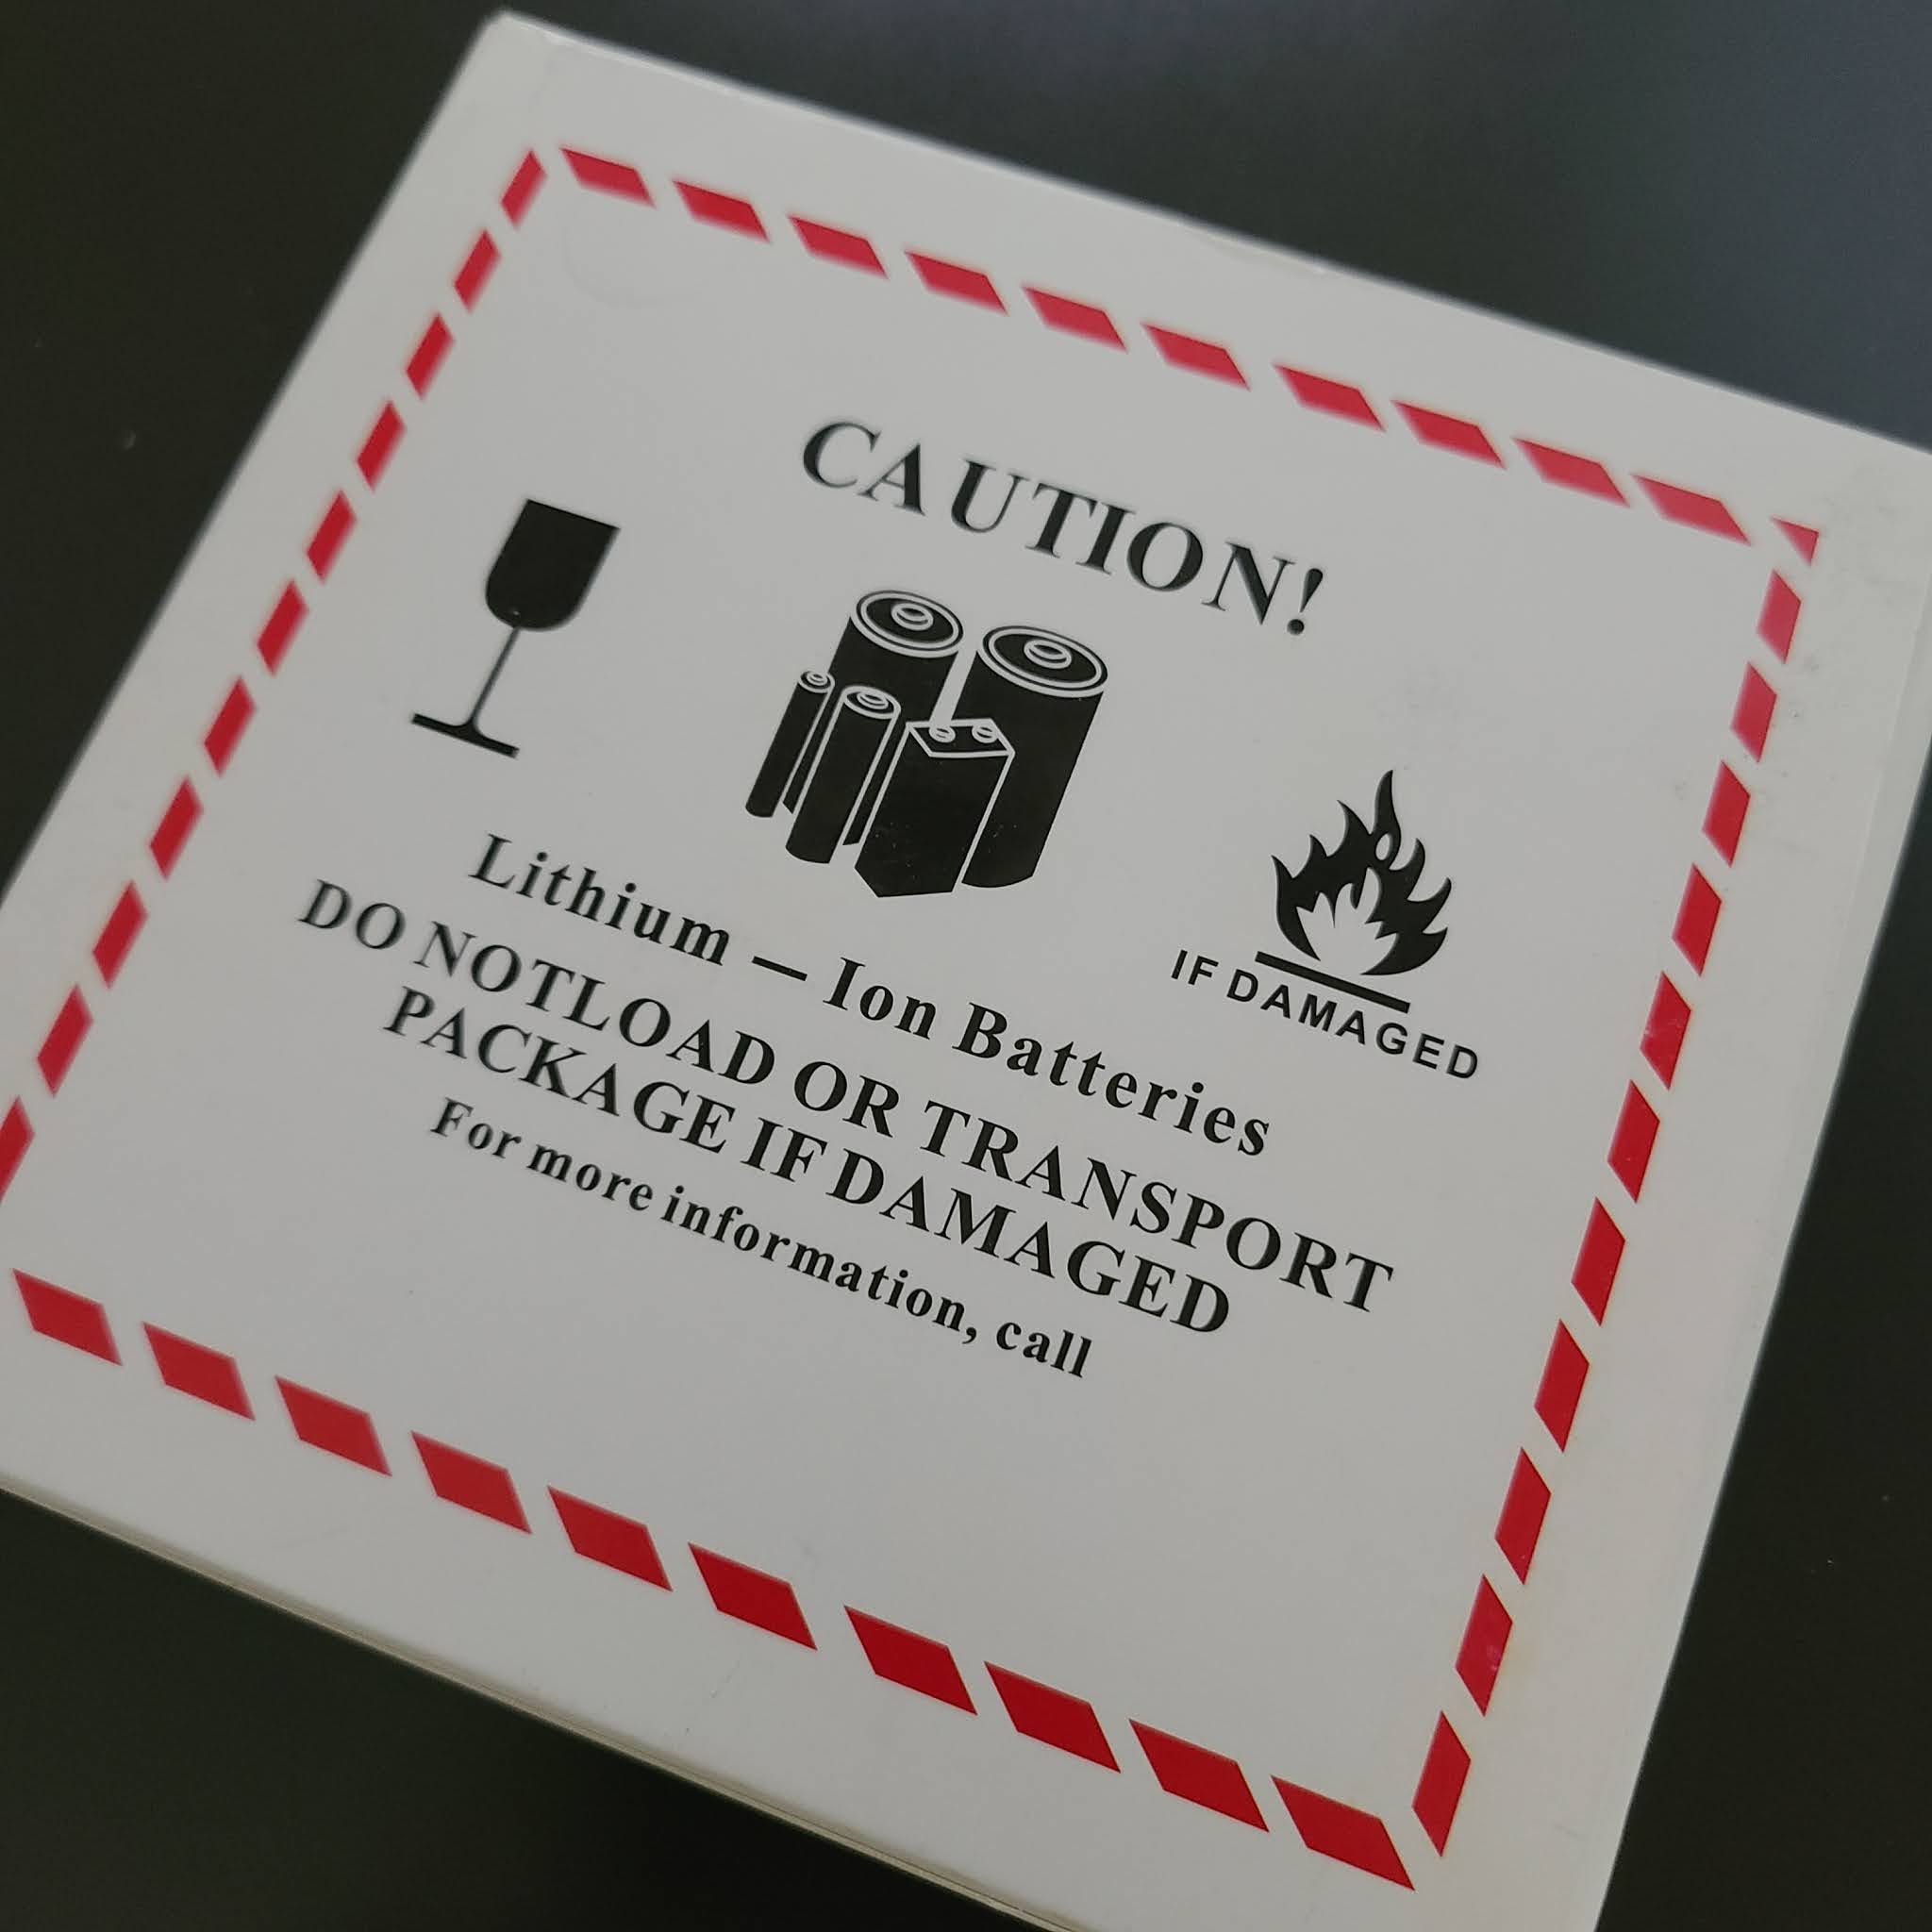 CAUTION!
IF DAMAGED
Lithium – Ion Batteries
DO NOTLOAD OR TRANSPORT
PACKAGE IF DAMAGED
For more information, call